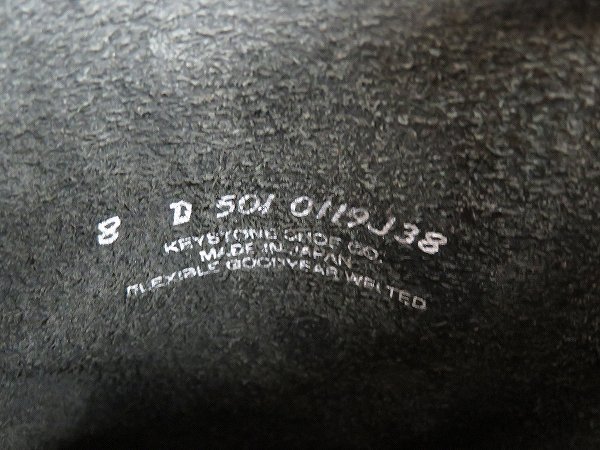 8 D 501 0119J38
KEYSTONE SHOE CO.
MADE IN JAPAN
FLEXIBLE GOODYEAR WELTED